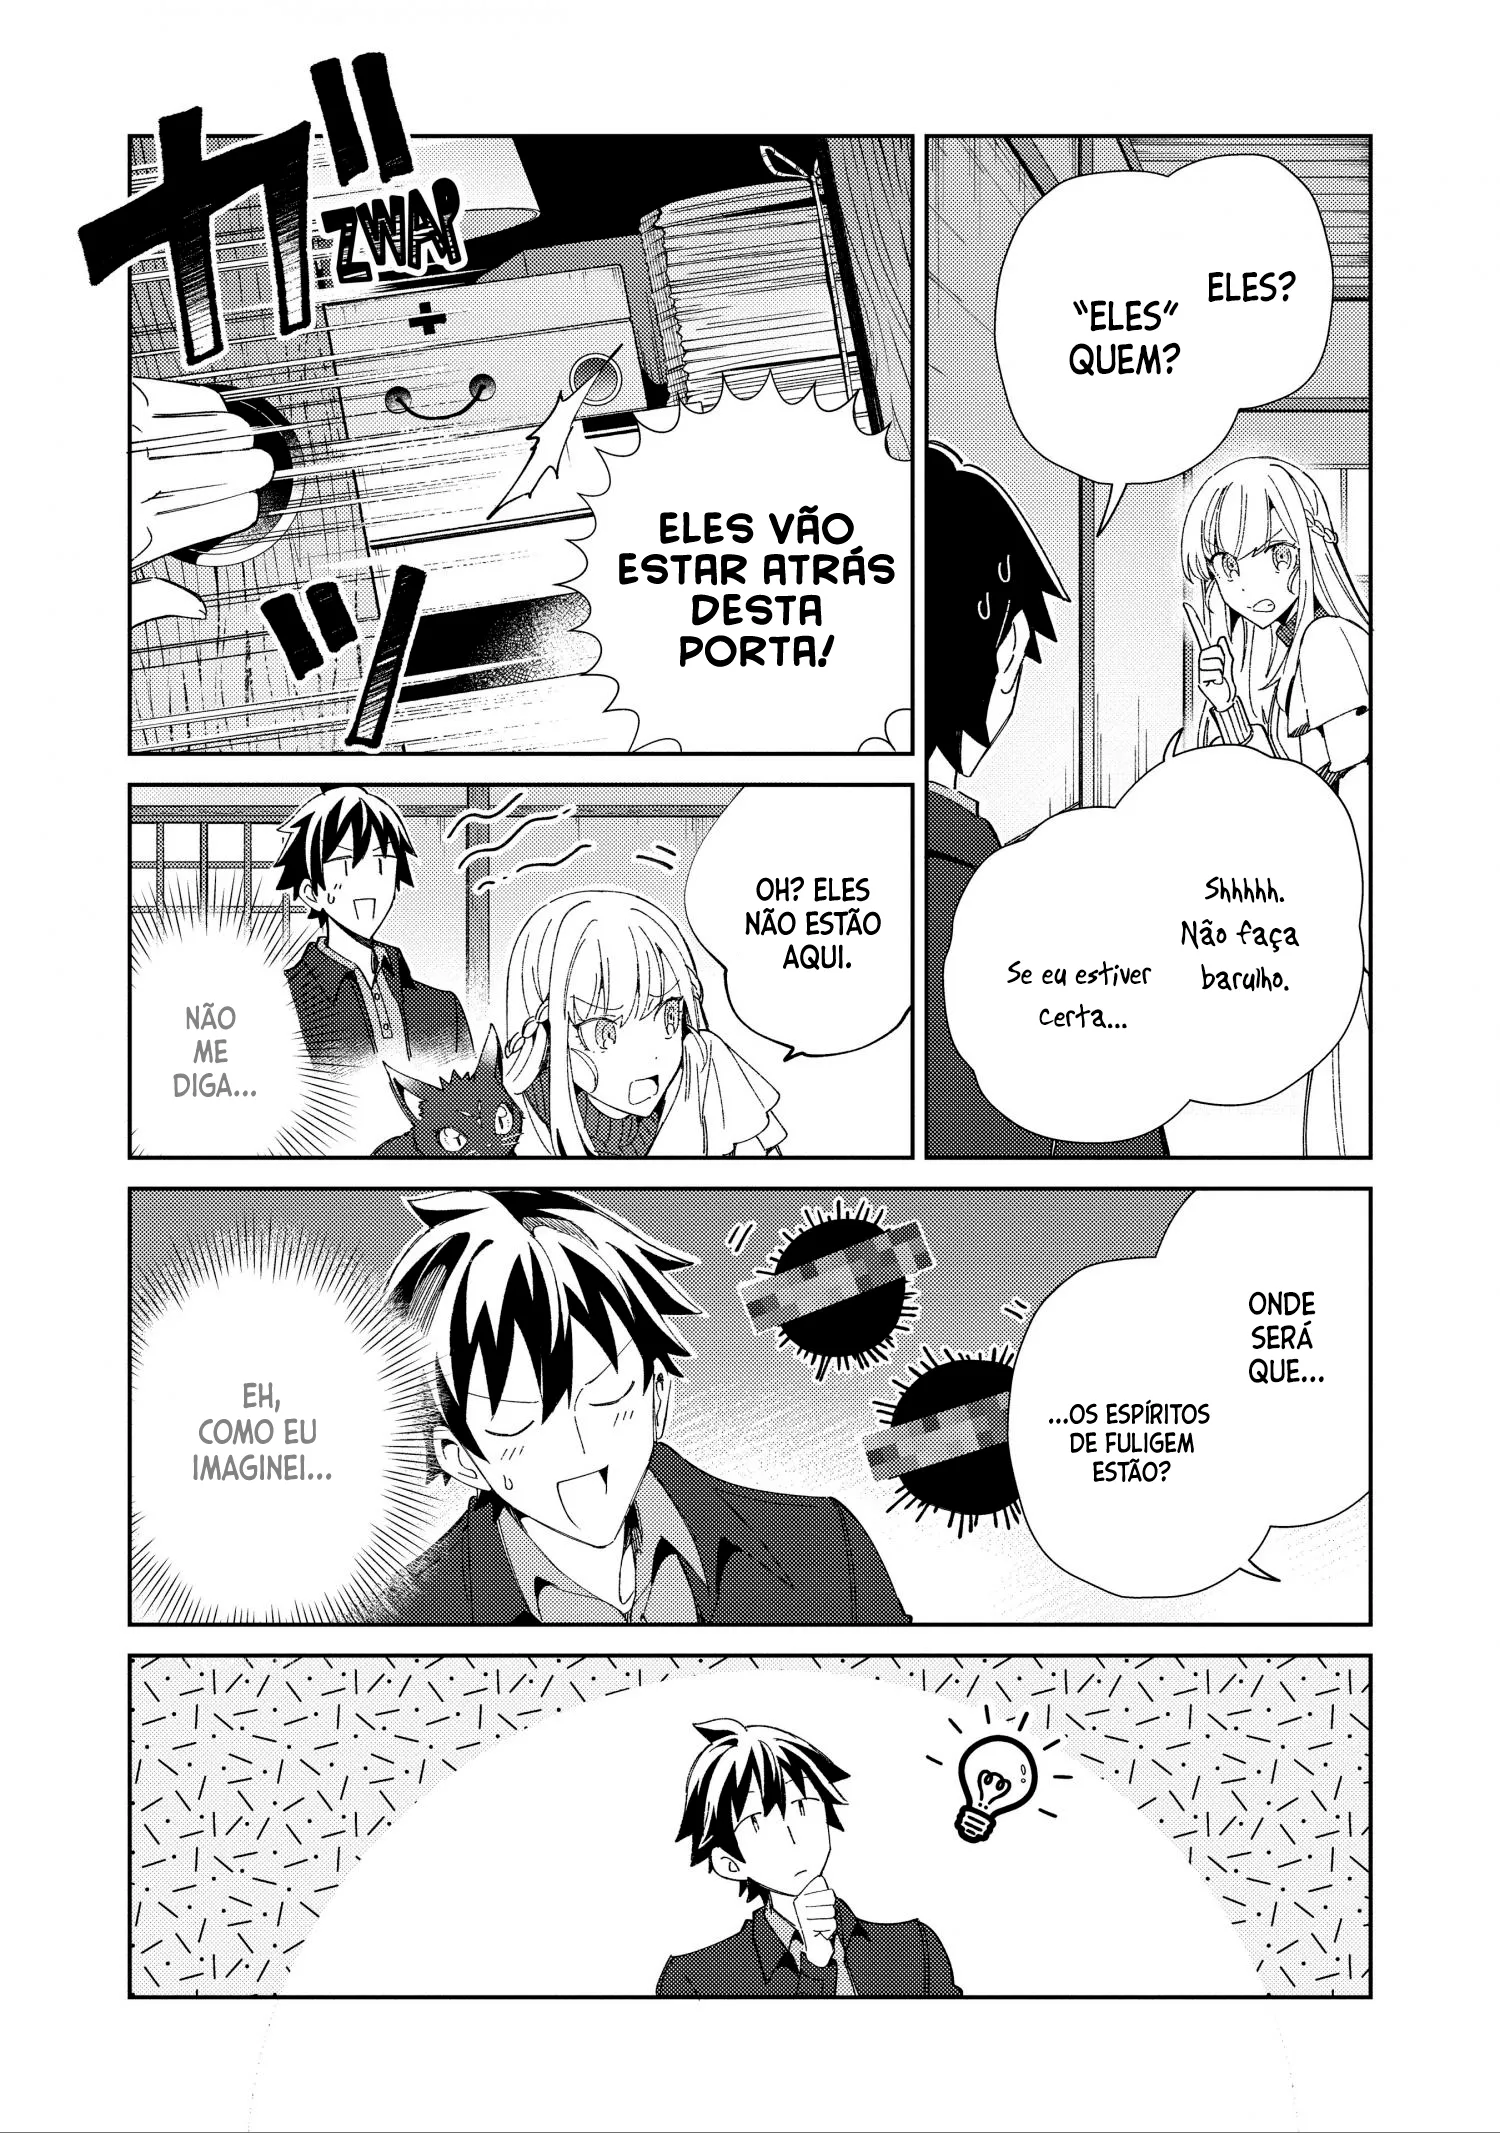 ELES?
"ELES"
QUEM?
Shhhhh.
Não faça
barulho.
Se eu estiver
certa...
ガ
ZWAP
ELES VÃO
ESTAR ATRÁS
DESTA
PORTA!
OH? ELES
NÃO ESTÃO
AQUI.
NÃO
ME
DIGA...
ONDE
SERÁ
QUE...
...OS ESPÍRITOS
DE FULIGEM
ESTÃO?
EH,
COMO EU
IMAGINEI...